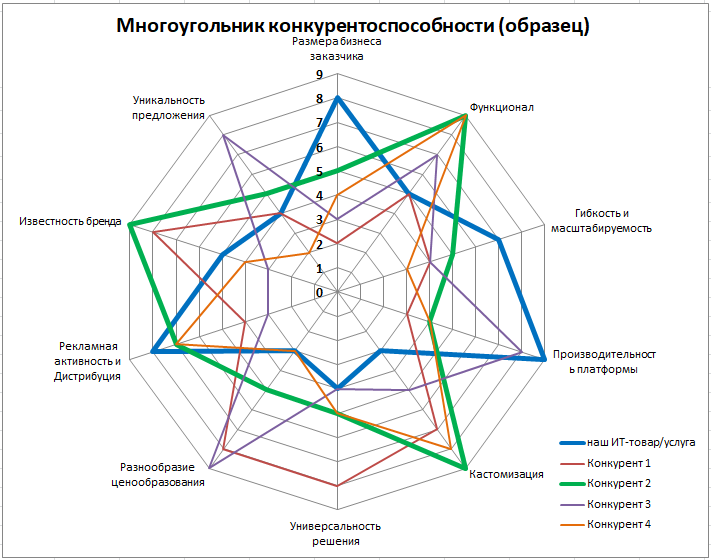 Многоугольник конкурентоспособности (образец)
Размера бизнеса
заказчика
9
8
7
6
5
4
3
2
1
0
Функционал
Гибкость и
масштабируемость
Производительност
ь платформы
Кастомизация
Универсальность
решения
Разнообразие
ценообразования
Рекламная
активность и
Дистрибуция
Известность бренда
Уникальность
предложения
наш ИТ-товар/услуга
Конкурент 1
Конкурент 2
Конкурент 3
Конкурент 4